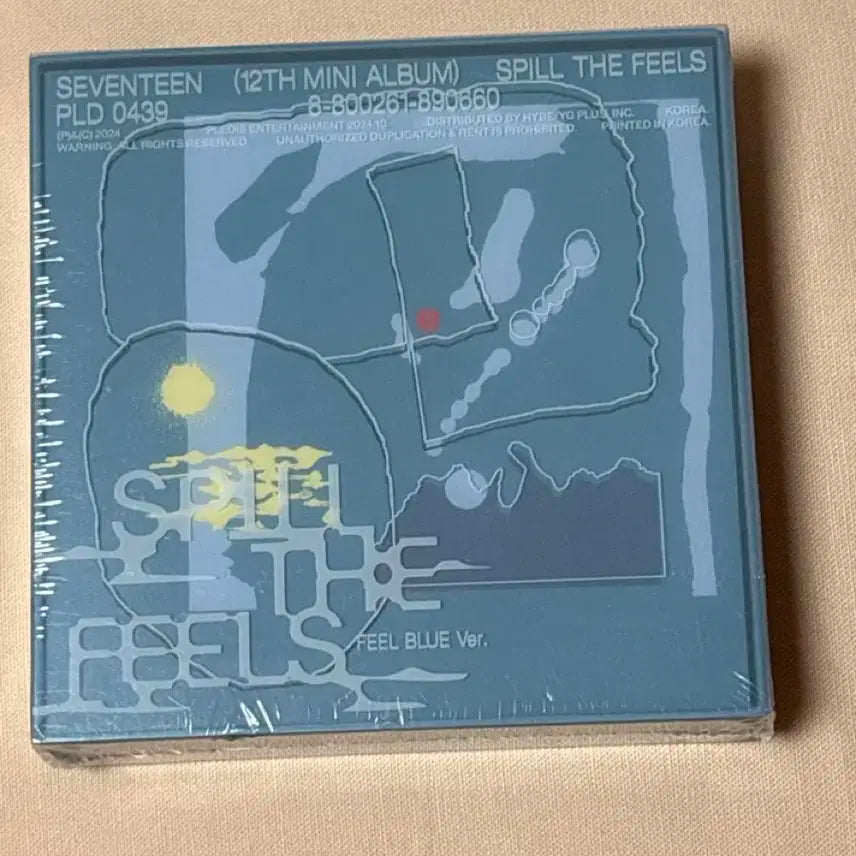 SEVENTEEN (12TH MINI ALBUM) SPILL THE FEELS
PLD 0439 8-800261-890660
(P)&(C) 2024 PLEDIS ENTERTAINMENT 2024.10. DISTRIBUTED BY HYBE, YG PLUS, INC. KOREA.
WARNING: ALL RIGHTS RESERVED. UNAUTHORIZED DUPLICATION & RENT IS PROHIBITED. PRINTED IN KOREA.
SPILL
THE
FEELS
FEEL BLUE Ver.